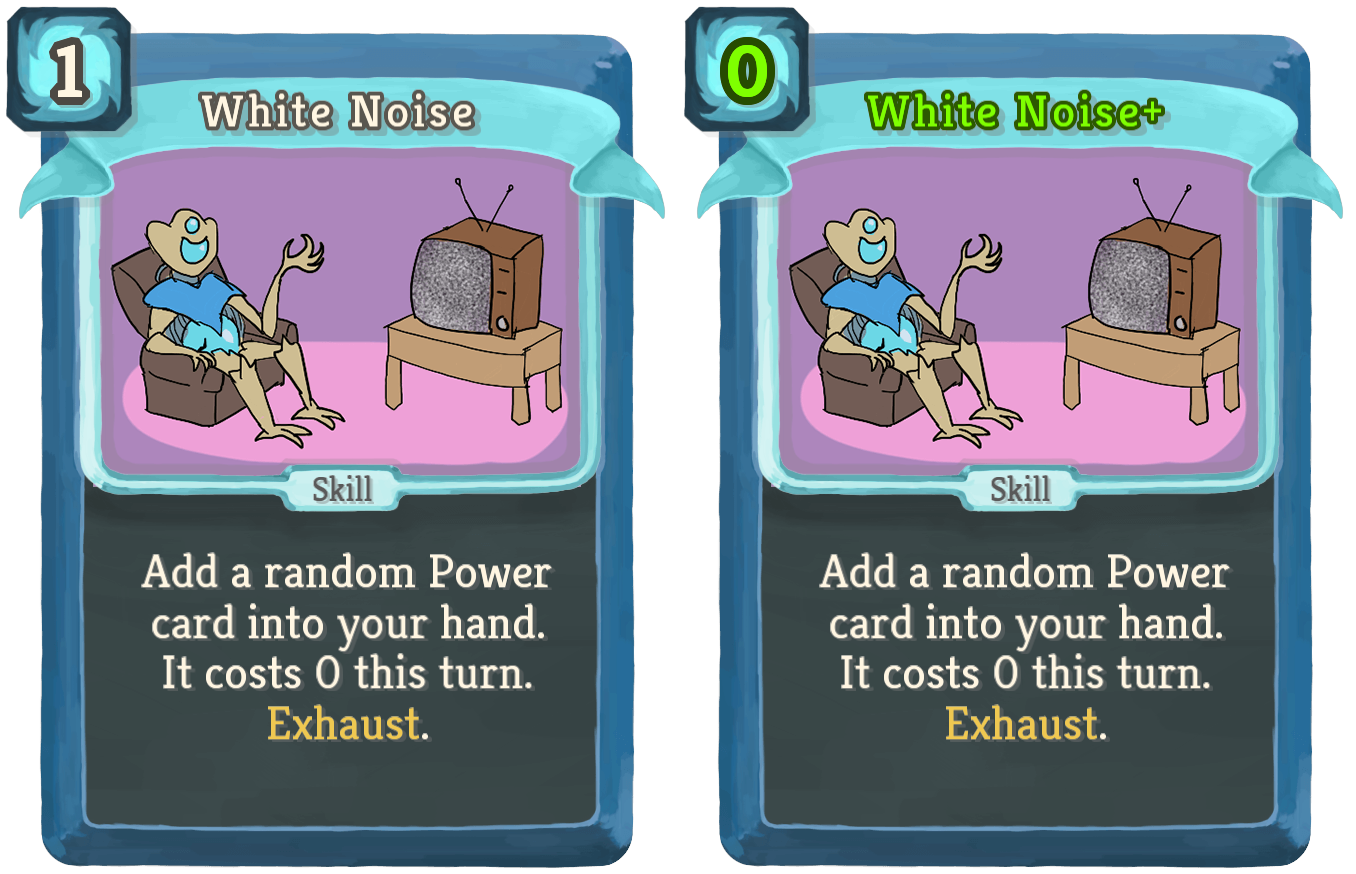 1
White Noise
Skill
Add a random Power
card into your hand.
It costs 0 this turn.
Exhaust.
0
White Noise+
Skill
Add a random Power
card into your hand.
It costs 0 this turn.
Exhaust.